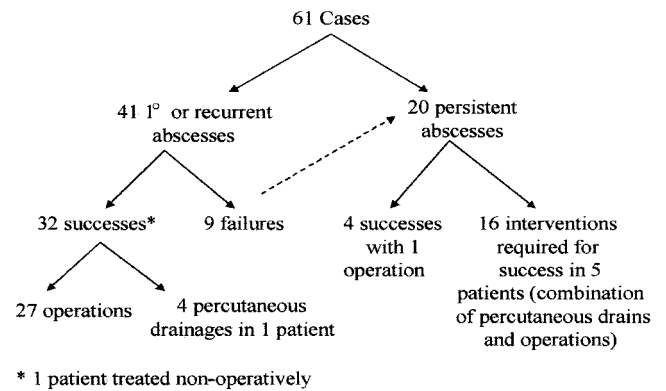 61 Cases
41 1° or recurrent
abscesses
20 persistent
abscesses
32 successes*
9 failures
4 successes
with 1
operation
16 interventions
required for
success in 5
patients (combination
of percutaneous drains
and operations)
27 operations
4 percutaneous
drainages in 1 patient
* 1 patient treated non-operatively